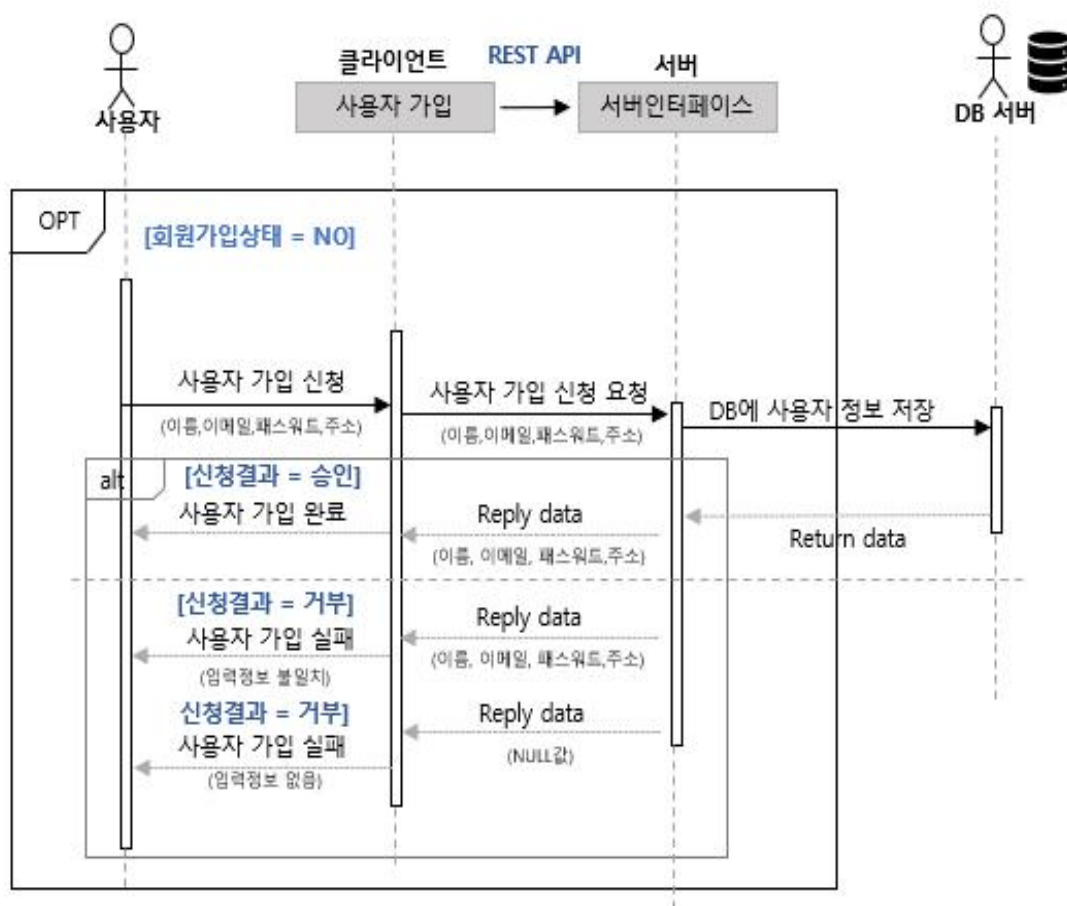 클라이언트
REST API
서버
사용자
사용자 가입
서버인터페이스
DB 서버
OPT
[회원가입상태 = NO]
사용자 가입 신청
(이름,이메일,패스워드,주소)
사용자 가입 신청 요청
(이름,이메일,패스워드,주소)
DB에 사용자 정보 저장
alt
[신청결과 = 승인]
사용자 가입 완료
Reply data
(이름, 이메일, 패스워드,주소)
Return data
[신청결과 = 거부]
사용자 가입 실패
(입력정보 불일치)
Reply data
(이름, 이메일, 패스워드,주소)
신청결과 = 거부]
사용자 가입 실패
(입력정보 없음)
Reply data
(NULL값)